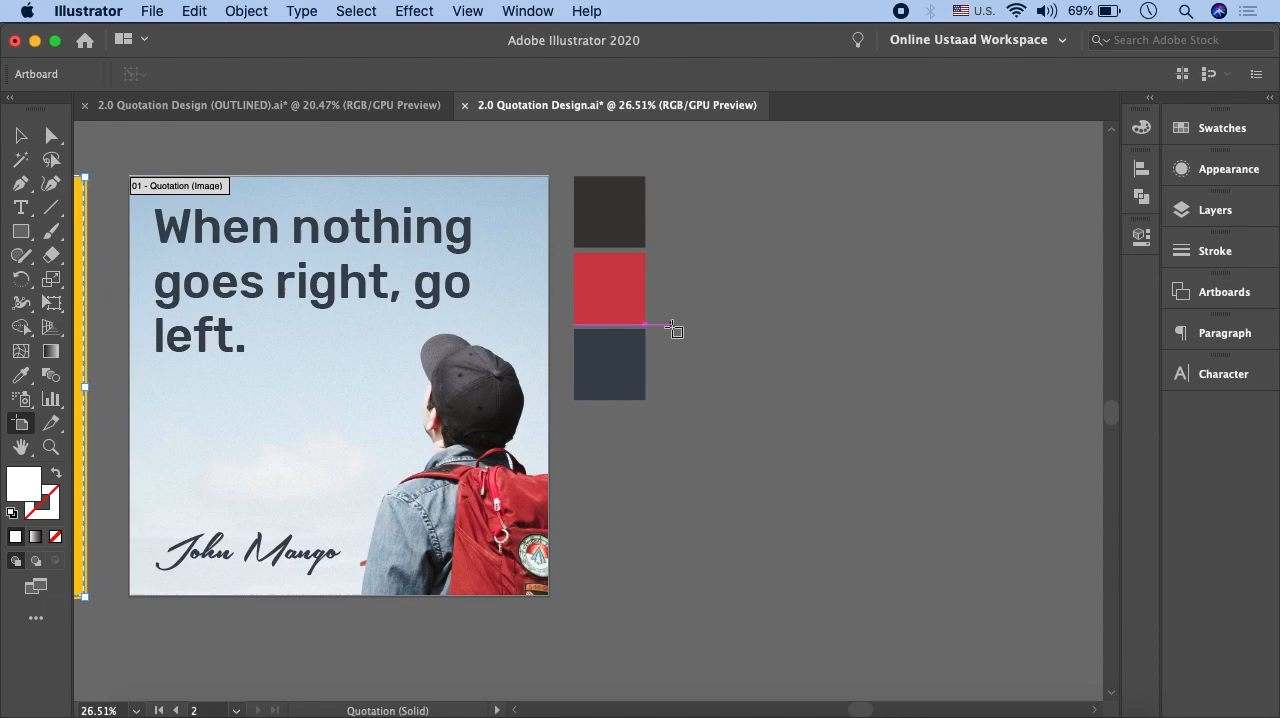 Illustrator File Edit Object Type Select Effect View Window Help
U.S. 69%
Adobe Illustrator 2020
Online Ustaad Workspace
Search Adobe Stock
Artboard
2.0 Quotation Design (OUTLINED).ai* @ 20.47% (RGB/GPU Preview)
2.0 Quotation Design.ai* @ 26.51% (RGB/GPU Preview)
01 - Quotation (Image)
When nothing
goes right, go
left.
John Mango
Swatches
Appearance
Layers
Stroke
Artboards
Paragraph
Character
26.51%
2
Quotation (Solid)